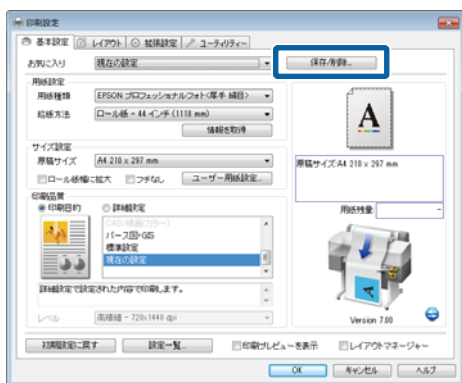 印刷設定
基本設定 レイアウト 拡張設定 ユーティリティー
お気に入り 現在の設定 保存/削除...
用紙設定
用紙種類 EPSON プロフェッショナルフォト<厚手 絹目>
給紙方法 ロール紙 - 44 インチ (1118 mm)
情報を取得
サイズ設定
原稿サイズ A4 210 x 297 mm
ロール紙幅に拡大 フチなし ユーザー用紙設定...
印刷品質
印刷目的 詳細設定
CAD/線画(カラー)
パース図・GIS
標準設定
現在の設定
詳細設定で設定された内容で印刷します。
レベル 高精細 - 720x1440 dpi
A
原稿サイズ:A4 210 x 297 mm
用紙残量: -
Version 7.00
初期設定に戻す 設定一覧... 印刷プレビューを表示 レイアウトマネージャー
OK キャンセル ヘルプ